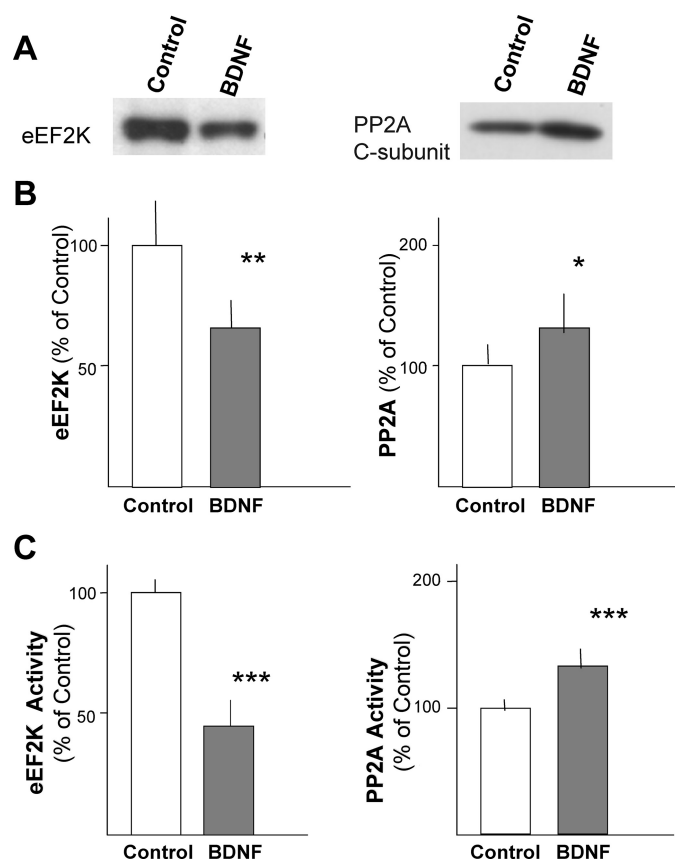 A
Control
BDNF
eEF2K
Control
BDNF
PP2A
C-subunit
B
eEF2K (% of Control)
100
50
**
Control
BDNF
PP2A (% of Control)
200
100
*
Control
BDNF
C
eEF2K Activity
(% of Control)
100
50
***
Control
BDNF
PP2A Activity
(% of Control)
200
100
***
Control
BDNF